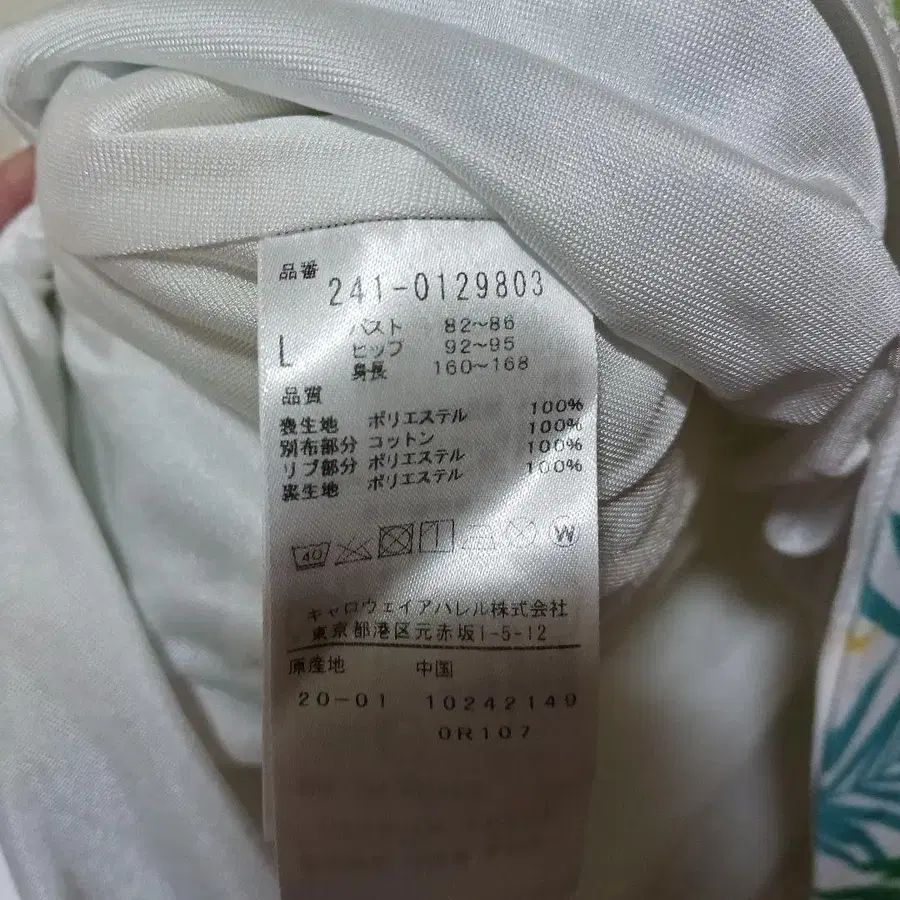 品番
241-0129803
L
バスト 82~86
ヒップ 92~95
身長 160~168
品質
表生地 ポリエステル 100%
別布部分 コットン 100%
リブ部分 ポリエステル 100%
裏生地 ポリエステル 100%
40 W
キャロウェイアパレル株式会社
東京都港区元赤坂1-5-12
原産地 中国
20-01 10242149
0R107